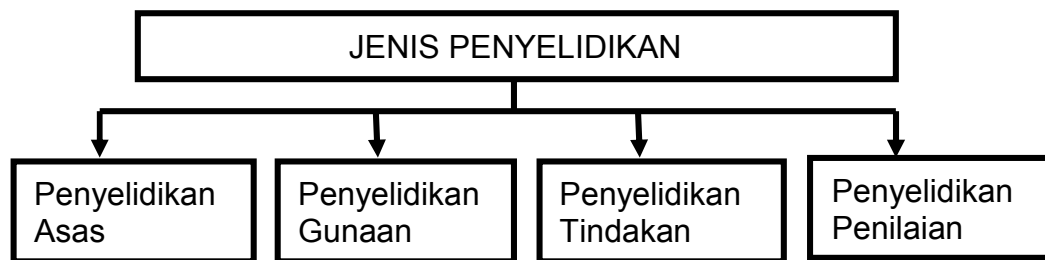 JENIS PENYELIDIKAN
Penyelidikan
Asas
Penyelidikan
Gunaan
Penyelidikan
Tindakan
Penyelidikan
Penilaian